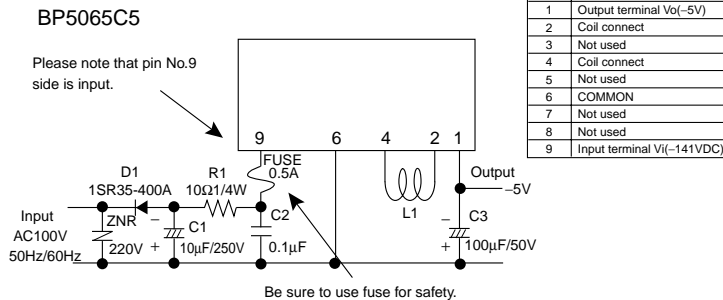 BP5065C5
Please note that pin No.9
side is input.
1 Output terminal Vo(−5V)
2 Coil connect
3 Not used
4 Coil connect
5 Not used
6 COMMON
7 Not used
8 Not used
9 Input terminal Vi(−141VDC)
9 6 4 2 1
FUSE
0.5A
D1
1SR35-400A
R1
10Ω1/4W
L1
Output
−5V
Input
AC100V
50Hz/60Hz
ZNR
220V
−
+
C1
10μF/250V
C2
0.1μF
−
+
C3
100μF/50V
Be sure to use fuse for safety.